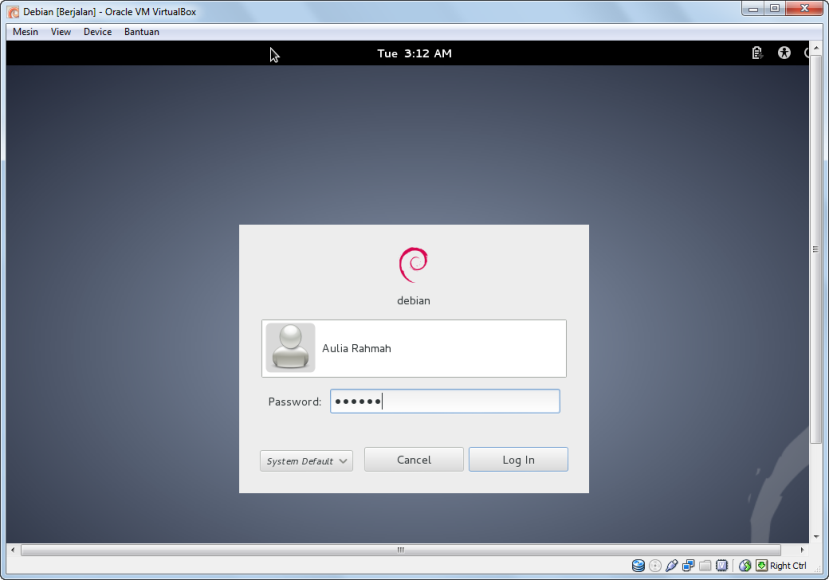 Debian [Berjalan] - Oracle VM VirtualBox
Mesin View Device Bantuan
Tue 3:12 AM
debian
Aulia Rahmah
Password: ••••••
System Default Cancel Log In
Right Ctrl